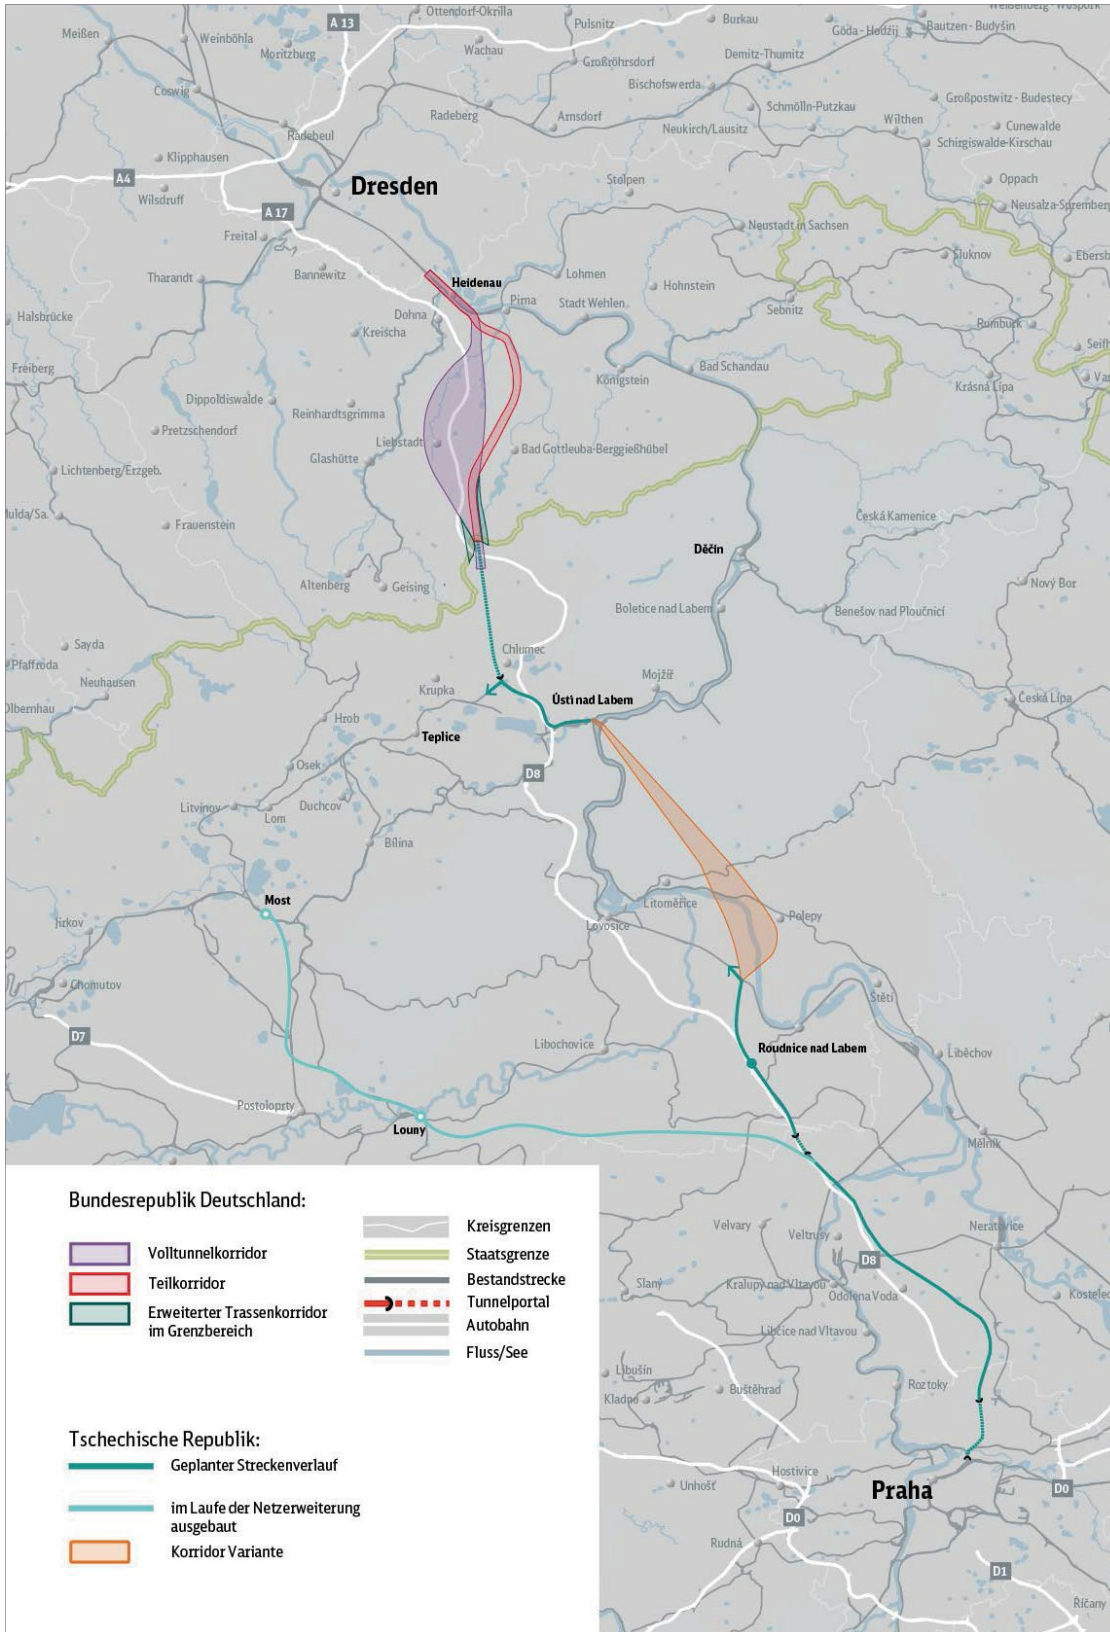 Ottendorf-Okrilla
Pulsnitz
Burkau
Göda - Hodžij
Bautzen - Budyšin
A 13
Meißen
Weinböhla
Moritzburg
Wachau
Großröhrsdorf
Demitz-Thumitz
Bischofswerda
Coswig
Radeberg
Arnsdorf
Schmölln-Putzkau
Großpostwitz - Budestecy
Neukirch/Lausitz
Wilthen
Cunewalde
Schirgiswalde-Kirschau
Radebeul
Klipphausen
A4
Wilsdruff
Dresden
Stolpen
Oppach
Neusalza-Spremberg
A 17
Freital
Neustadt in Sachsen
Tharandt
Bannewitz
Heidenau
Lohmen
Hohnstein
Šluknov
Ebersb
Sebnitz
Halsbrücke
Dohna
Pirna
Stadt Wehlen
Kreischa
Rumburk
Seifh
Freiberg
Königstein
Bad Schandau
Krásná Lípa
Var
Dippoldiswalde
Reinhardtsgrimma
Pretzschendorf
Liebstadt
Bad Gottleuba-Berggießhübel
Glashütte
Lichtenberg/Erzgeb.
Mulda/Sa.
Frauenstein
Česká Kamenice
Děčín
Altenberg
Geising
Nový Bor
Boletice nad Labem
Benešov nad Ploučnicí
Sayda
Pfaffroda
Neuhausen
Olbernhau
Chlumec
Krupka
Mojžíř
Ústí nad Labem
Česká Lípa
Hrob
Teplice
Osek
D8
Litvínov
Lom
Duchcov
Bílina
Most
Litoměřice
Lovosice
Polepy
Jirkov
Chomutov
Štětí
D7
Libochovice
Roudnice nad Labem
Liběchov
Postoloprty
Louny
Mělník
Velvary
Veltrusy
Neratovice
D8
Slaný
Kralupy nad Vltavou
Odolena Voda
Kostelec
Libčice nad Vltavou
Libušín
Kladno
Buštěhrad
Roztoky
Hostivice
Unhošť
Praha
D0
D0
Rudná
D1
Říčany
Bundesrepublik Deutschland:
Volltunnelkorridor
Teilkorridor
Erweiterter Trassenkorridor
im Grenzbereich
Kreisgrenzen
Staatsgrenze
Bestandstrecke
Tunnelportal
Autobahn
Fluss/See
Tschechische Republik:
Geplanter Streckenverlauf
im Laufe der Netzerweiterung
ausgebaut
Korridor Variante